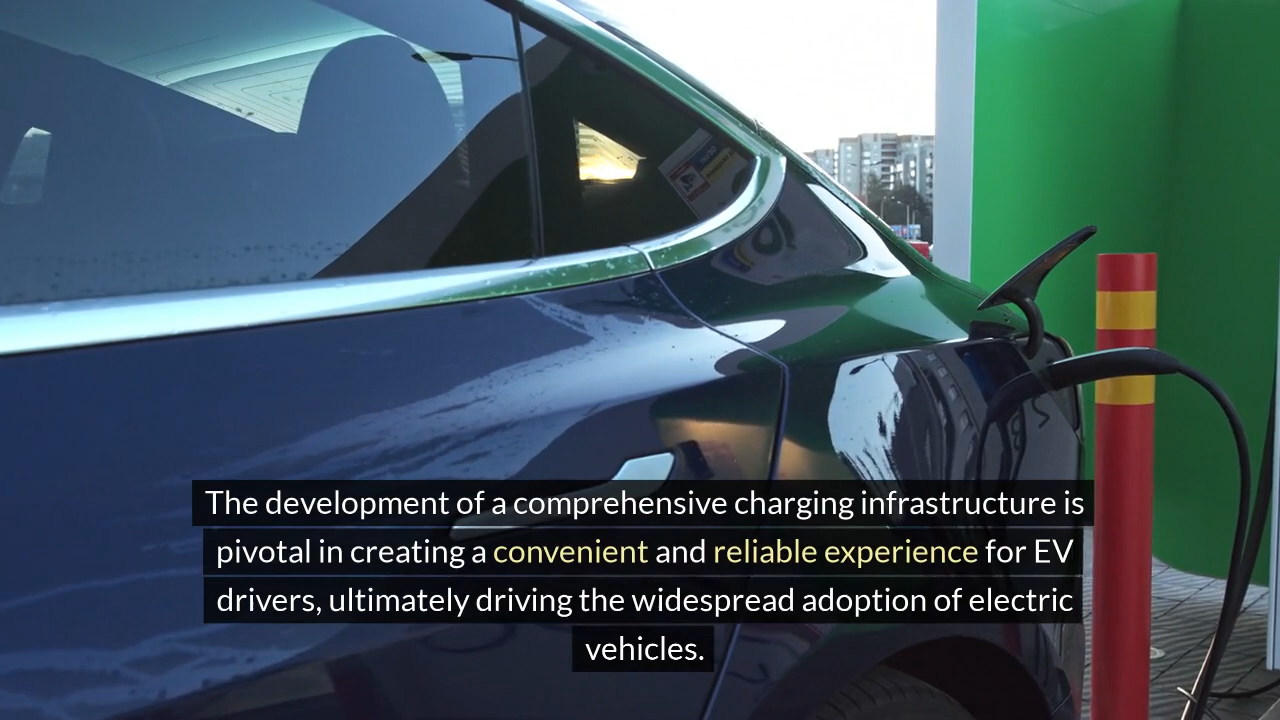 The development of a comprehensive charging infrastructure is
pivotal in creating a convenient and reliable experience for EV
drivers, ultimately driving the widespread adoption of electric
vehicles.